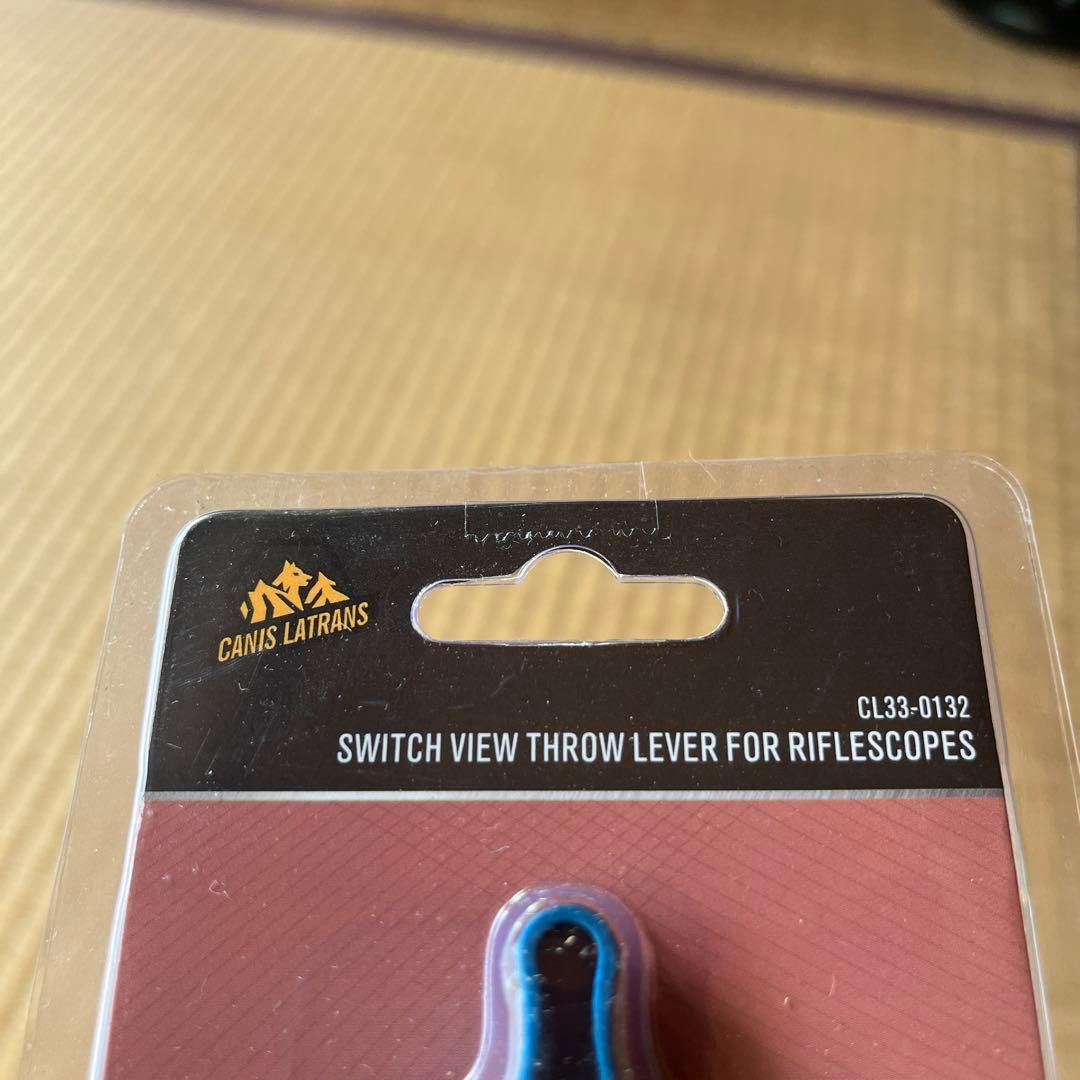 CANIS LATRANS
CL33-0132
SWITCH VIEW THROW LEVER FOR RIFLESCOPES